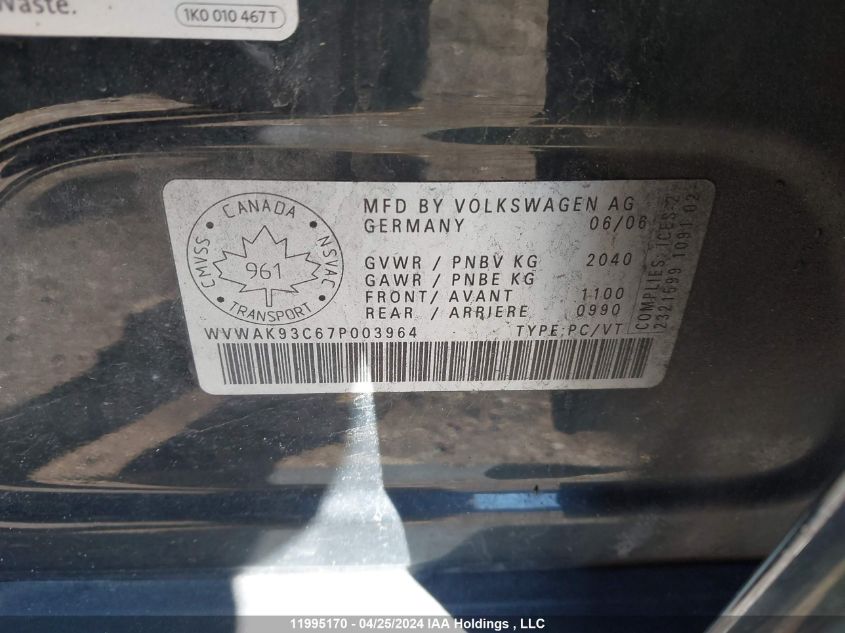 Waste.
1K0 010 467 T
CANADA
CMVSS
NSVAC
961
TRANSPORT
MFD BY VOLKSWAGEN AG
GERMANY 06/06
GVWR / PNBV KG 2040
GAWR / PNBE KG
FRONT/ AVANT 1100
REAR / ARRIERE 0990
WVWAK93C67P003964 TYPE:PC/VT
COMPLIES ICES-2
2321599 1091 02
11995170 - 04/25/2024 IAA Holdings , LLC